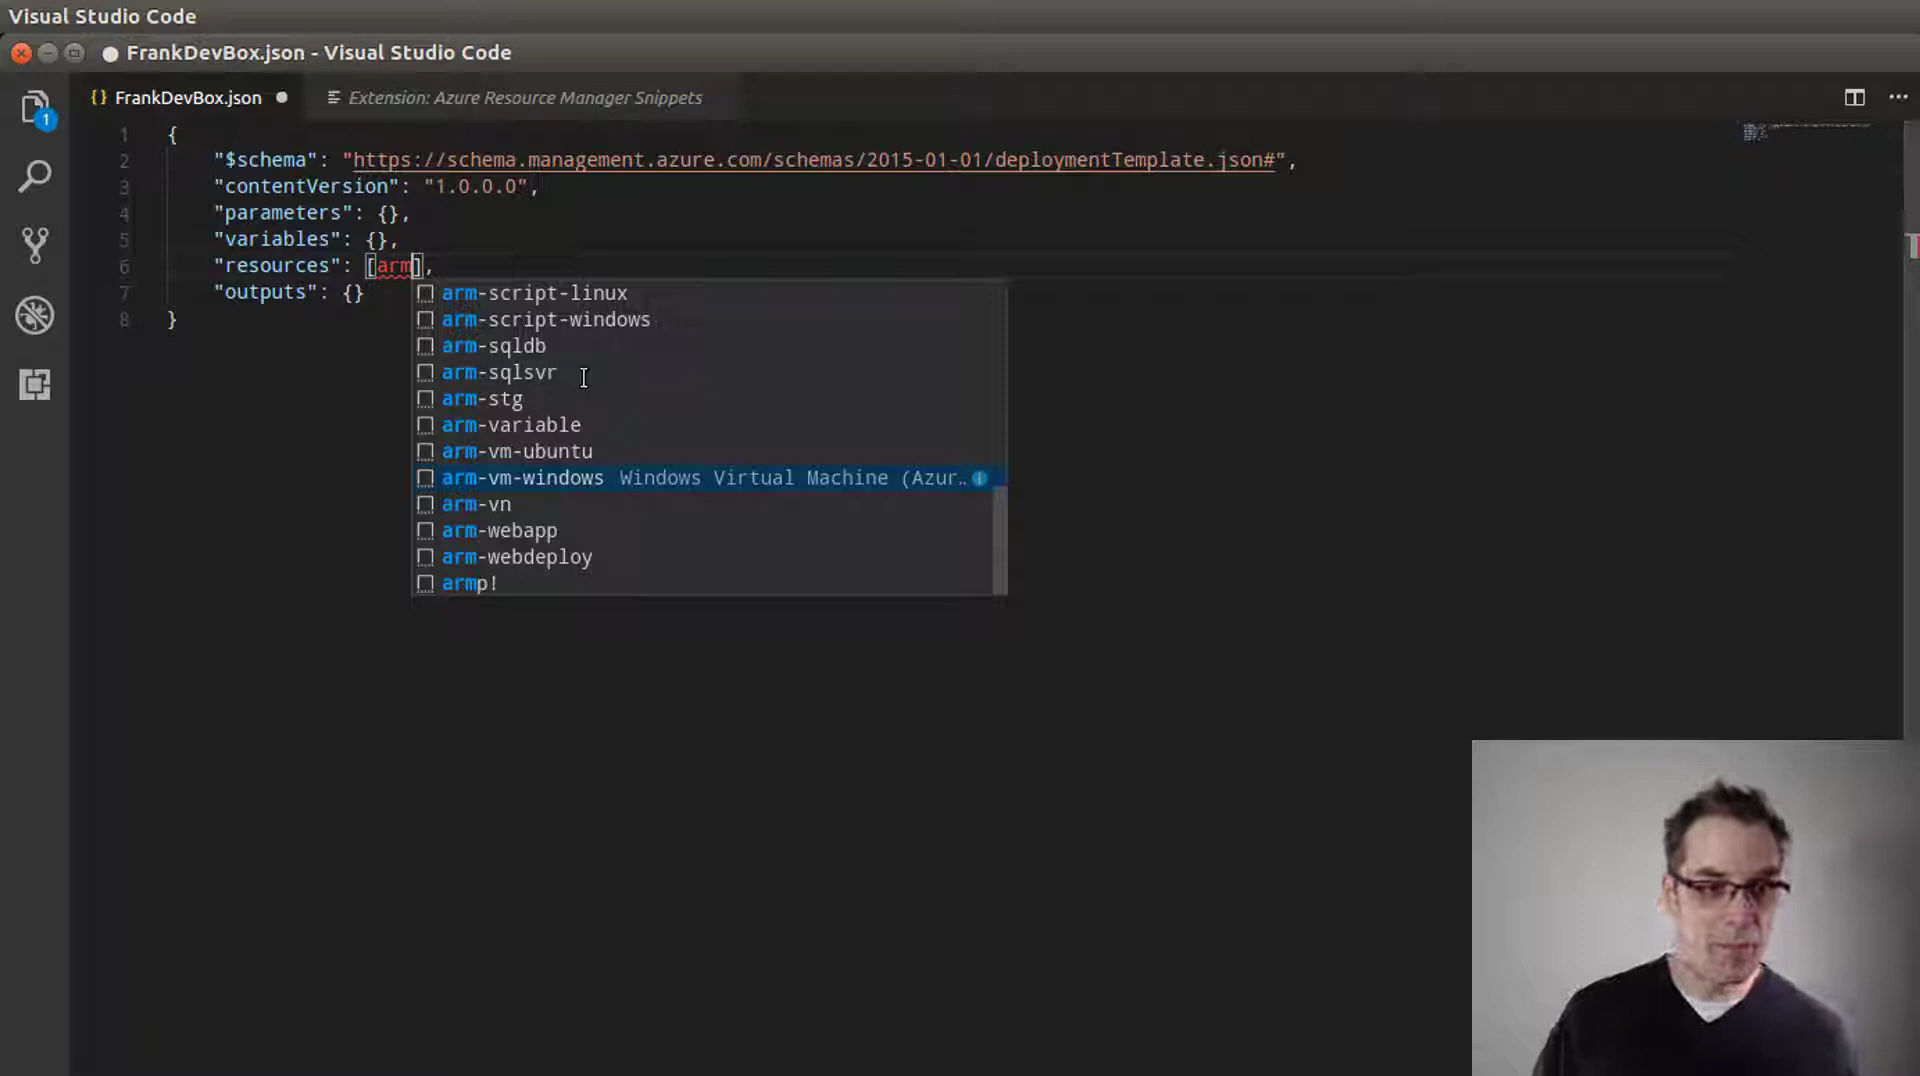 Visual Studio Code
FrankDevBox.json - Visual Studio Code
{} FrankDevBox.json
Extension: Azure Resource Manager Snippets
1
1 {
2 "$schema": "https://schema.management.azure.com/schemas/2015-01-01/deploymentTemplate.json#",
3 "contentVersion": "1.0.0.0",
4 "parameters": {},
5 "variables": {},
6 "resources": [arm],
7 "outputs": {}
8 }
arm-script-linux
arm-script-windows
arm-sqldb
arm-sqlsvr
arm-stg
arm-variable
arm-vm-ubuntu
arm-vm-windows Windows Virtual Machine (Azur..
arm-vn
arm-webapp
arm-webdeploy
armp!